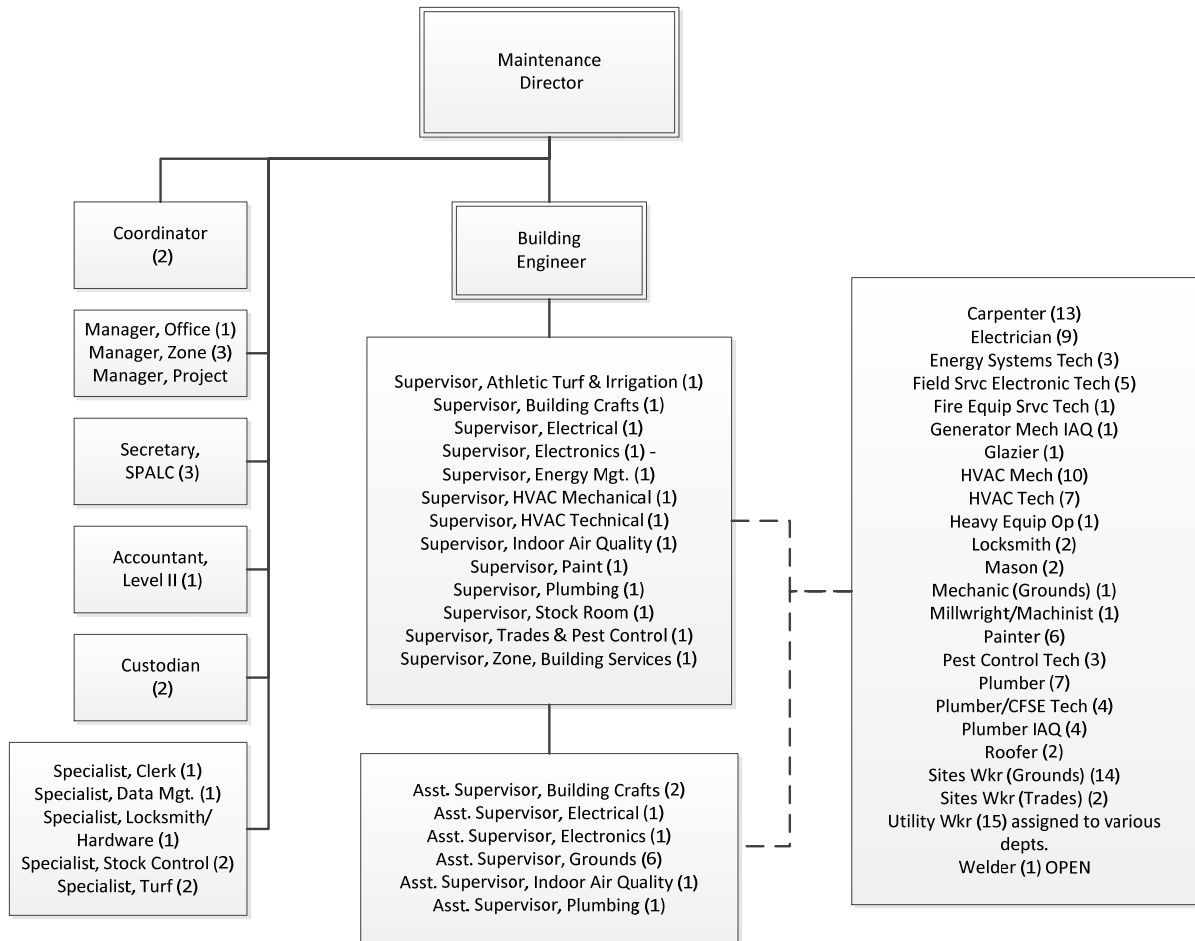 Maintenance
Director
Coordinator
(2)
Building
Engineer
Manager, Office (1)
Manager, Zone (3)
Manager, Project
Secretary,
SPALC (3)
Accountant,
Level II (1)
Custodian
(2)
Specialist, Clerk (1)
Specialist, Data Mgt. (1)
Specialist, Locksmith/
Hardware (1)
Specialist, Stock Control (2)
Specialist, Turf (2)
Supervisor, Athletic Turf & Irrigation (1)
Supervisor, Building Crafts (1)
Supervisor, Electrical (1)
Supervisor, Electronics (1) -
Supervisor, Energy Mgt. (1)
Supervisor, HVAC Mechanical (1)
Supervisor, HVAC Technical (1)
Supervisor, Indoor Air Quality (1)
Supervisor, Paint (1)
Supervisor, Plumbing (1)
Supervisor, Stock Room (1)
Supervisor, Trades & Pest Control (1)
Supervisor, Zone, Building Services (1)
Asst. Supervisor, Building Crafts (2)
Asst. Supervisor, Electrical (1)
Asst. Supervisor, Electronics (1)
Asst. Supervisor, Grounds (6)
Asst. Supervisor, Indoor Air Quality (1)
Asst. Supervisor, Plumbing (1)
Carpenter (13)
Electrician (9)
Energy Systems Tech (3)
Field Srvc Electronic Tech (5)
Fire Equip Srvc Tech (1)
Generator Mech IAQ (1)
Glazier (1)
HVAC Mech (10)
HVAC Tech (7)
Heavy Equip Op (1)
Locksmith (2)
Mason (2)
Mechanic (Grounds) (1)
Millwright/Machinist (1)
Painter (6)
Pest Control Tech (3)
Plumber (7)
Plumber/CFSE Tech (4)
Plumber IAQ (4)
Roofer (2)
Sites Wkr (Grounds) (14)
Sites Wkr (Trades) (2)
Utility Wkr (15) assigned to various
depts.
Welder (1) OPEN